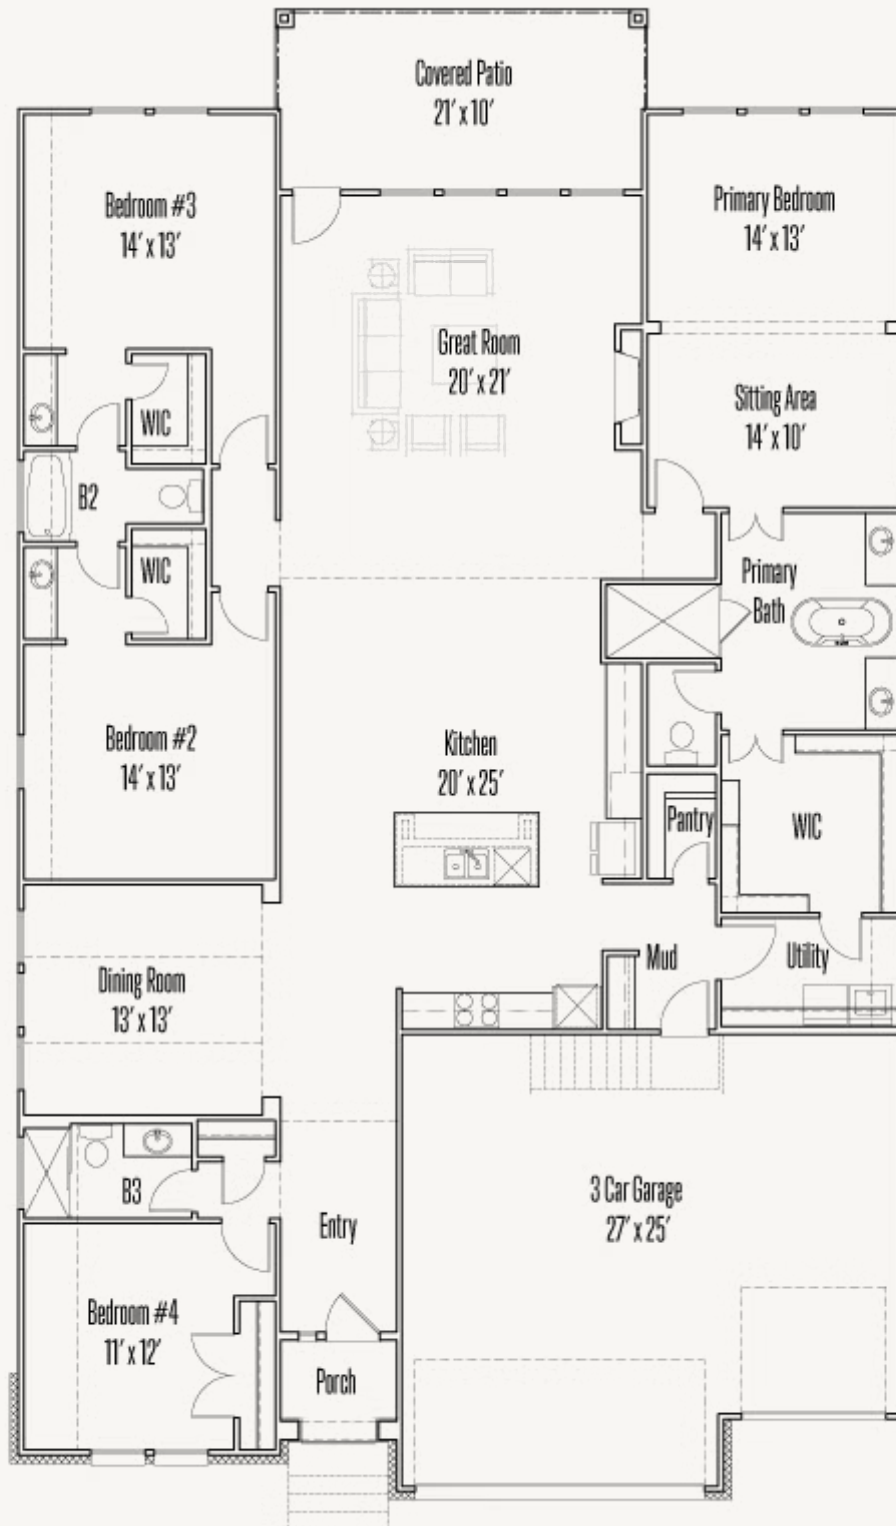 Covered Patio
21' x 10'
Bedroom #3
14' x 13'
Primary Bedroom
14' x 13'
Great Room
20' x 21'
Sitting Area
14' x 10'
WIC
B2
WIC
Primary
Bath
Bedroom #2
14' x 13'
Kitchen
20' x 25'
Pantry
WIC
Dining Room
13' x 13'
Mud
Utility
B3
Entry
3 Car Garage
27' x 25'
Bedroom #4
11' x 12'
Porch